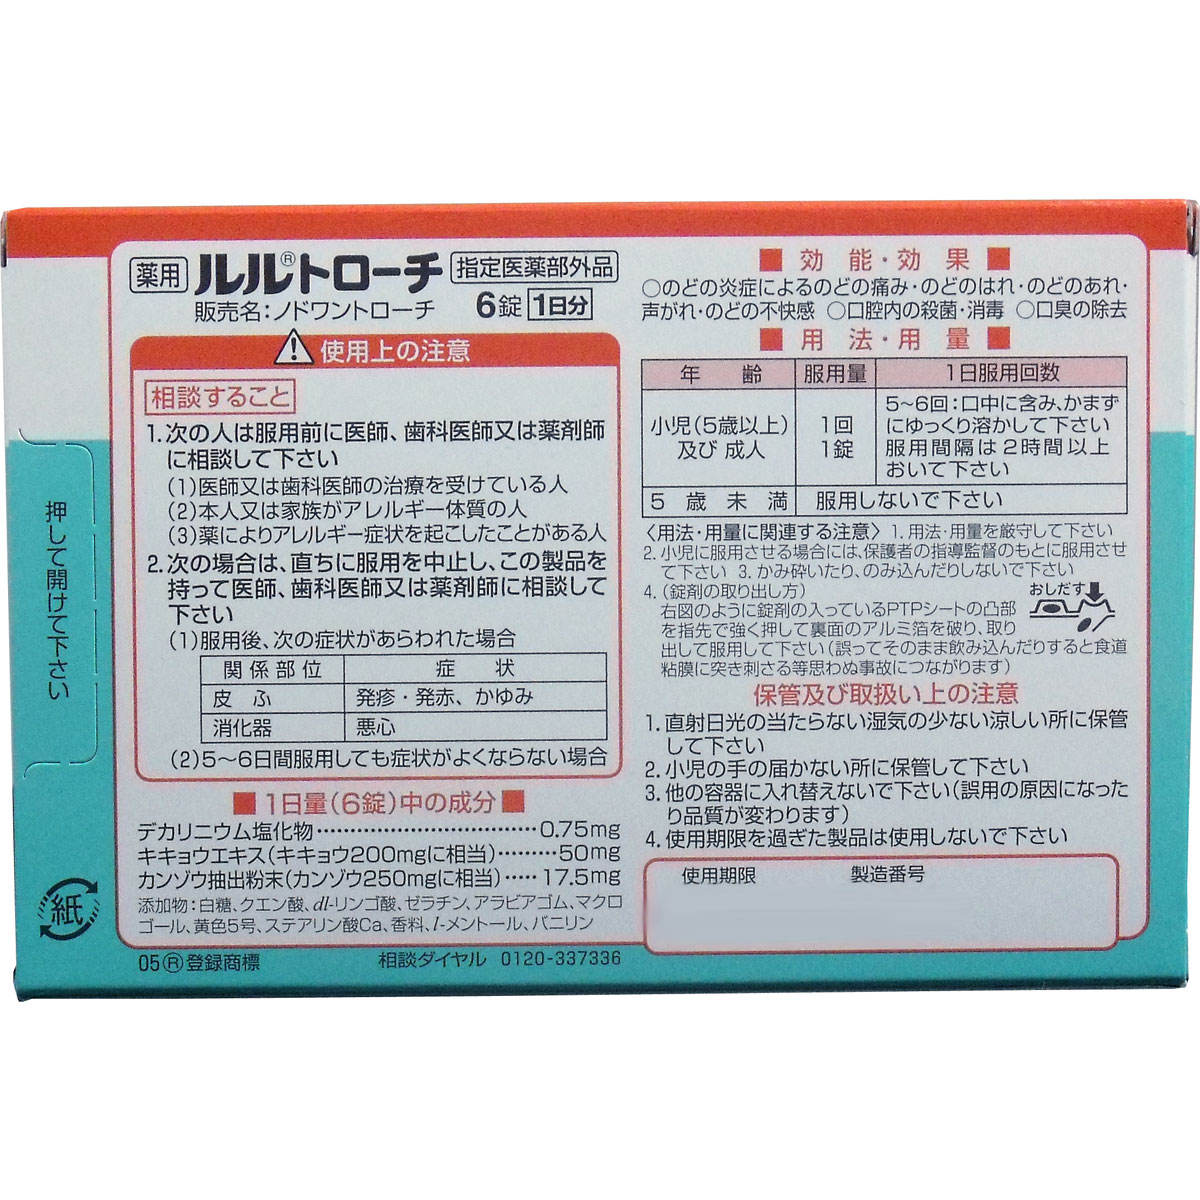 薬用 ルル®トローチ 指定医薬部外品
販売名:ノドワントローチ 6錠 1日分
使用上の注意
相談すること
1.次の人は服用前に医師、歯科医師又は薬剤師
に相談して下さい
(1)医師又は歯科医師の治療を受けている人
(2)本人又は家族がアレルギー体質の人
(3)薬によりアレルギー症状を起こしたことがある人
2.次の場合は、直ちに服用を中止し、この製品を
持って医師、歯科医師又は薬剤師に相談して
下さい
(1)服用後、次の症状があらわれた場合
関係部位 症状
皮ふ 発疹・発赤、かゆみ
消化器 悪心
(2)5〜6日間服用しても症状がよくならない場合
■1日量(6錠)中の成分■
デカリニウム塩化物……………………………0.75mg
キキョウエキス(キキョウ200mgに相当)………50mg
カンゾウ抽出粉末(カンゾウ250mgに相当)……17.5mg
添加物:白糖、クエン酸、dl-リンゴ酸、ゼラチン、アラビアゴム、マクロ
ゴール、黄色5号、ステアリン酸Ca、香料、l-メントール、バニリン
05Ⓡ登録商標 相談ダイヤル 0120-337336
■効能・効果■
○のどの炎症によるのどの痛み・のどのはれ・のどのあれ・
声がれ・のどの不快感 ○口腔内の殺菌・消毒 ○口臭の除去
■用法・用量■
年齢 服用量 1日服用回数
小児(5歳以上)及び成人 1回1錠 5〜6回:口中に含み、かまず
にゆっくり溶かして下さい
服用間隔は2時間以上
おいて下さい
5歳未満 服用しないで下さい
〈用法・用量に関連する注意〉 1. 用法・用量を厳守して下さい
2. 小児に服用させる場合には、保護者の指導監督のもとに服用させ
て下さい 3. かみ砕いたり、のみ込んだりしないで下さい
4.(錠剤の取り出し方) おしだす
右図のように錠剤の入っているPTPシートの凸部
を指先で強く押して裏面のアルミ箔を破り、取り
出して服用して下さい(誤ってそのまま飲み込んだりすると食道
粘膜に突き刺さる等思わぬ事故につながります)
保管及び取扱い上の注意
1. 直射日光の当たらない湿気の少ない涼しい所に保管
して下さい
2. 小児の手の届かない所に保管して下さい
3. 他の容器に入れ替えないで下さい(誤用の原因になった
り品質が変わります)
4. 使用期限を過ぎた製品は使用しないで下さい
使用期限 製造番号
押して開けて下さい
紙